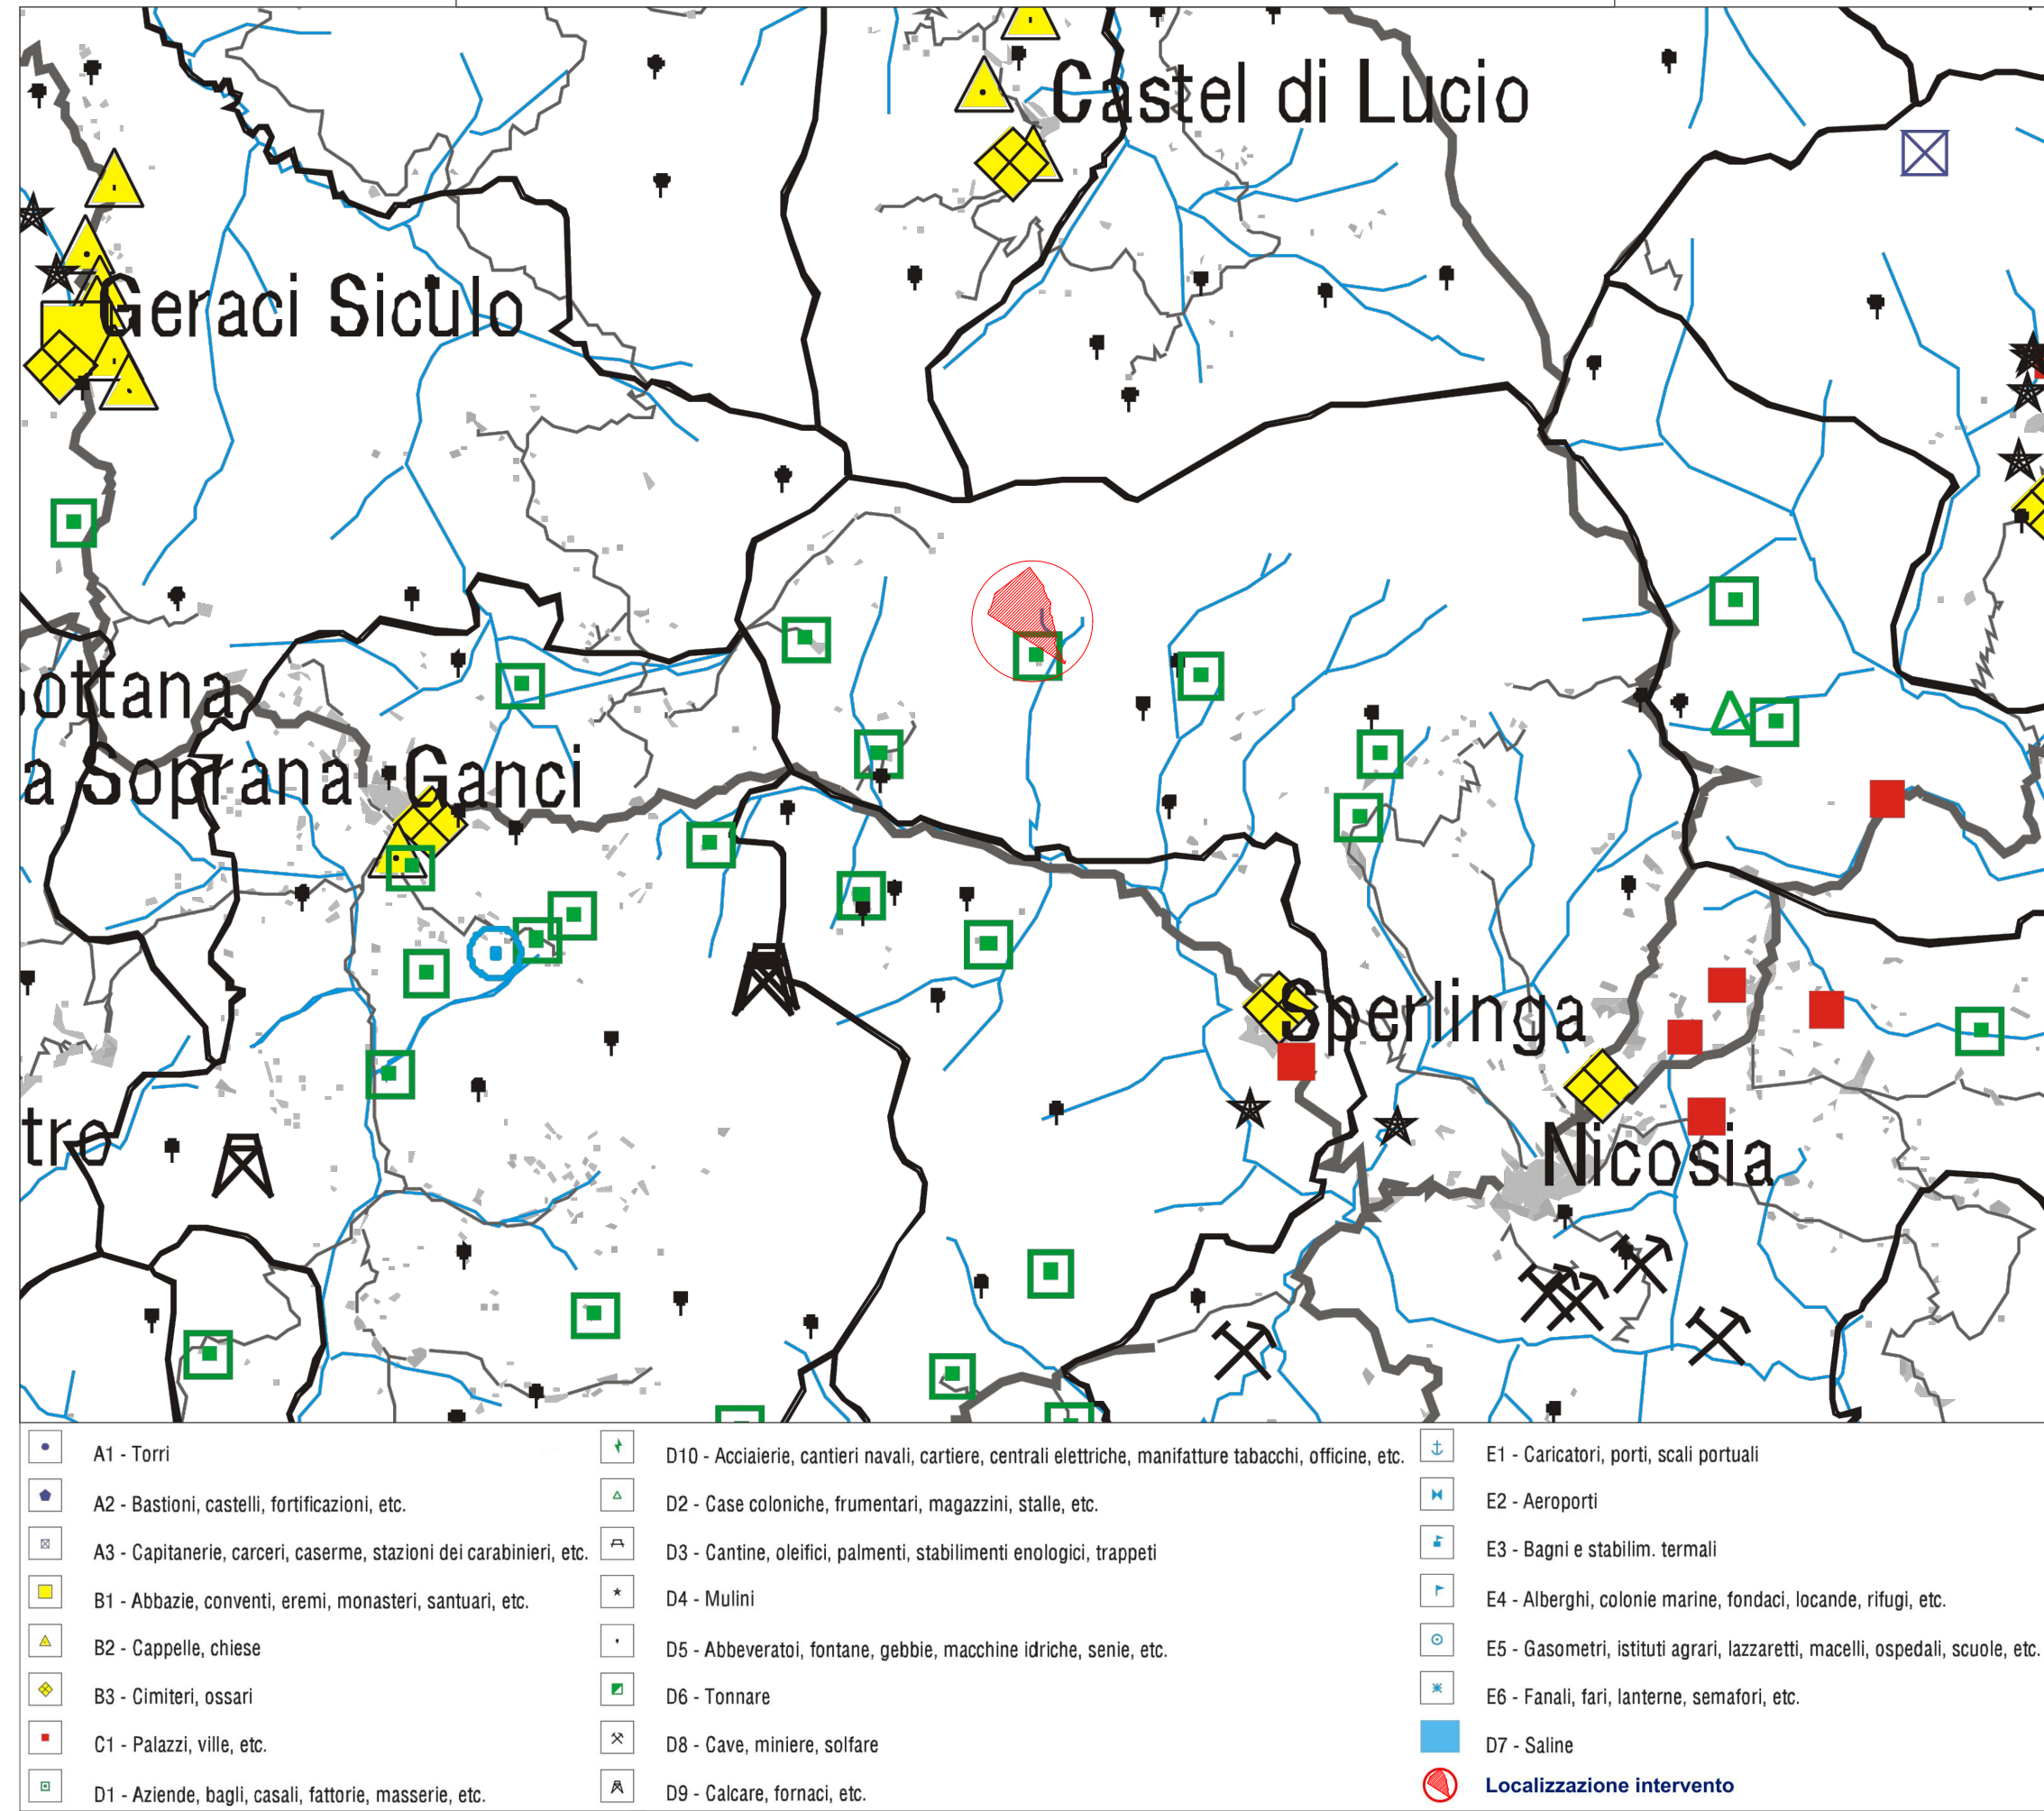 Castel di Lucio
Geraci Siculo
ottana
a Soprana
Ganci
Sperlinga
tro
Nicosia
A1 - Torri
A2 - Bastioni, castelli, fortificazioni, etc.
A3 - Capitanerie, carceri, caserme, stazioni dei carabinieri, etc.
B1 - Abbazie, conventi, eremi, monasteri, santuari, etc.
B2 - Cappelle, chiese
B3 - Cimiteri, ossari
C1 - Palazzi, ville, etc.
D1 - Aziende, bagli, casali, fattorie, masserie, etc.
D10 - Acciaierie, cantieri navali, cartiere, centrali elettriche, manifatture tabacchi, officine, etc.
D2 - Case coloniche, frumentari, magazzini, stalle, etc.
D3 - Cantine, oleifici, palmenti, stabilimenti enologici, trappeti
D4 - Mulini
D5 - Abbeveratoi, fontane, gebbie, macchine idriche, senie, etc.
D6 - Tonnare
D8 - Cave, miniere, solfare
D9 - Calcare, fornaci, etc.
E1 - Caricatori, porti, scali portuali
E2 - Aeroporti
E3 - Bagni e stabilim. termali
E4 - Alberghi, colonie marine, fondaci, locande, rifugi, etc.
E5 - Gasometri, istituti agrari, lazzaretti, macelli, ospedali, scuole, etc.
E6 - Fanali, fari, lanterne, semafori, etc.
D7 - Saline
Localizzazione intervento